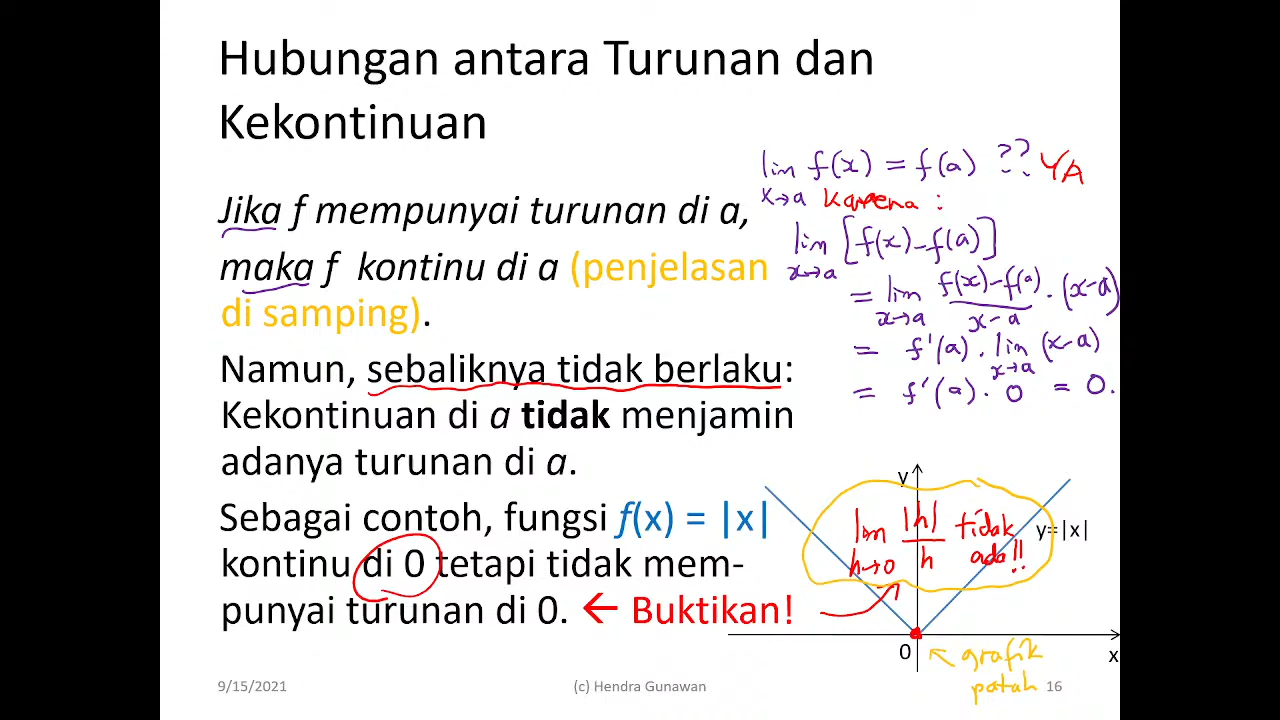 Hubungan antara Turunan dan
Kekontinuan
Jika f mempunyai turunan di a,
maka f kontinu di a (penjelasan
di samping).
Namun, sebaliknya tidak berlaku:
Kekontinuan di a tidak menjamin
adanya turunan di a.
Sebagai contoh, fungsi f(x) = |x|
kontinu di 0 tetapi tidak mem-
punyai turunan di 0. ← Buktikan!
lim f(x) = f(a) ?? YA
x→a karena :
lim [f(x)-f(a)]
x→a
= lim f(x)-f(a)/x-a . (x-a)
x→a
= f'(a) . lim (x-a)
x→a
= f'(a) . 0 = 0.
y
lim |h|/h tidak
h→0 ada!!
y=|x|
0
x
← grafik
patah
9/15/2021
(c) Hendra Gunawan
16